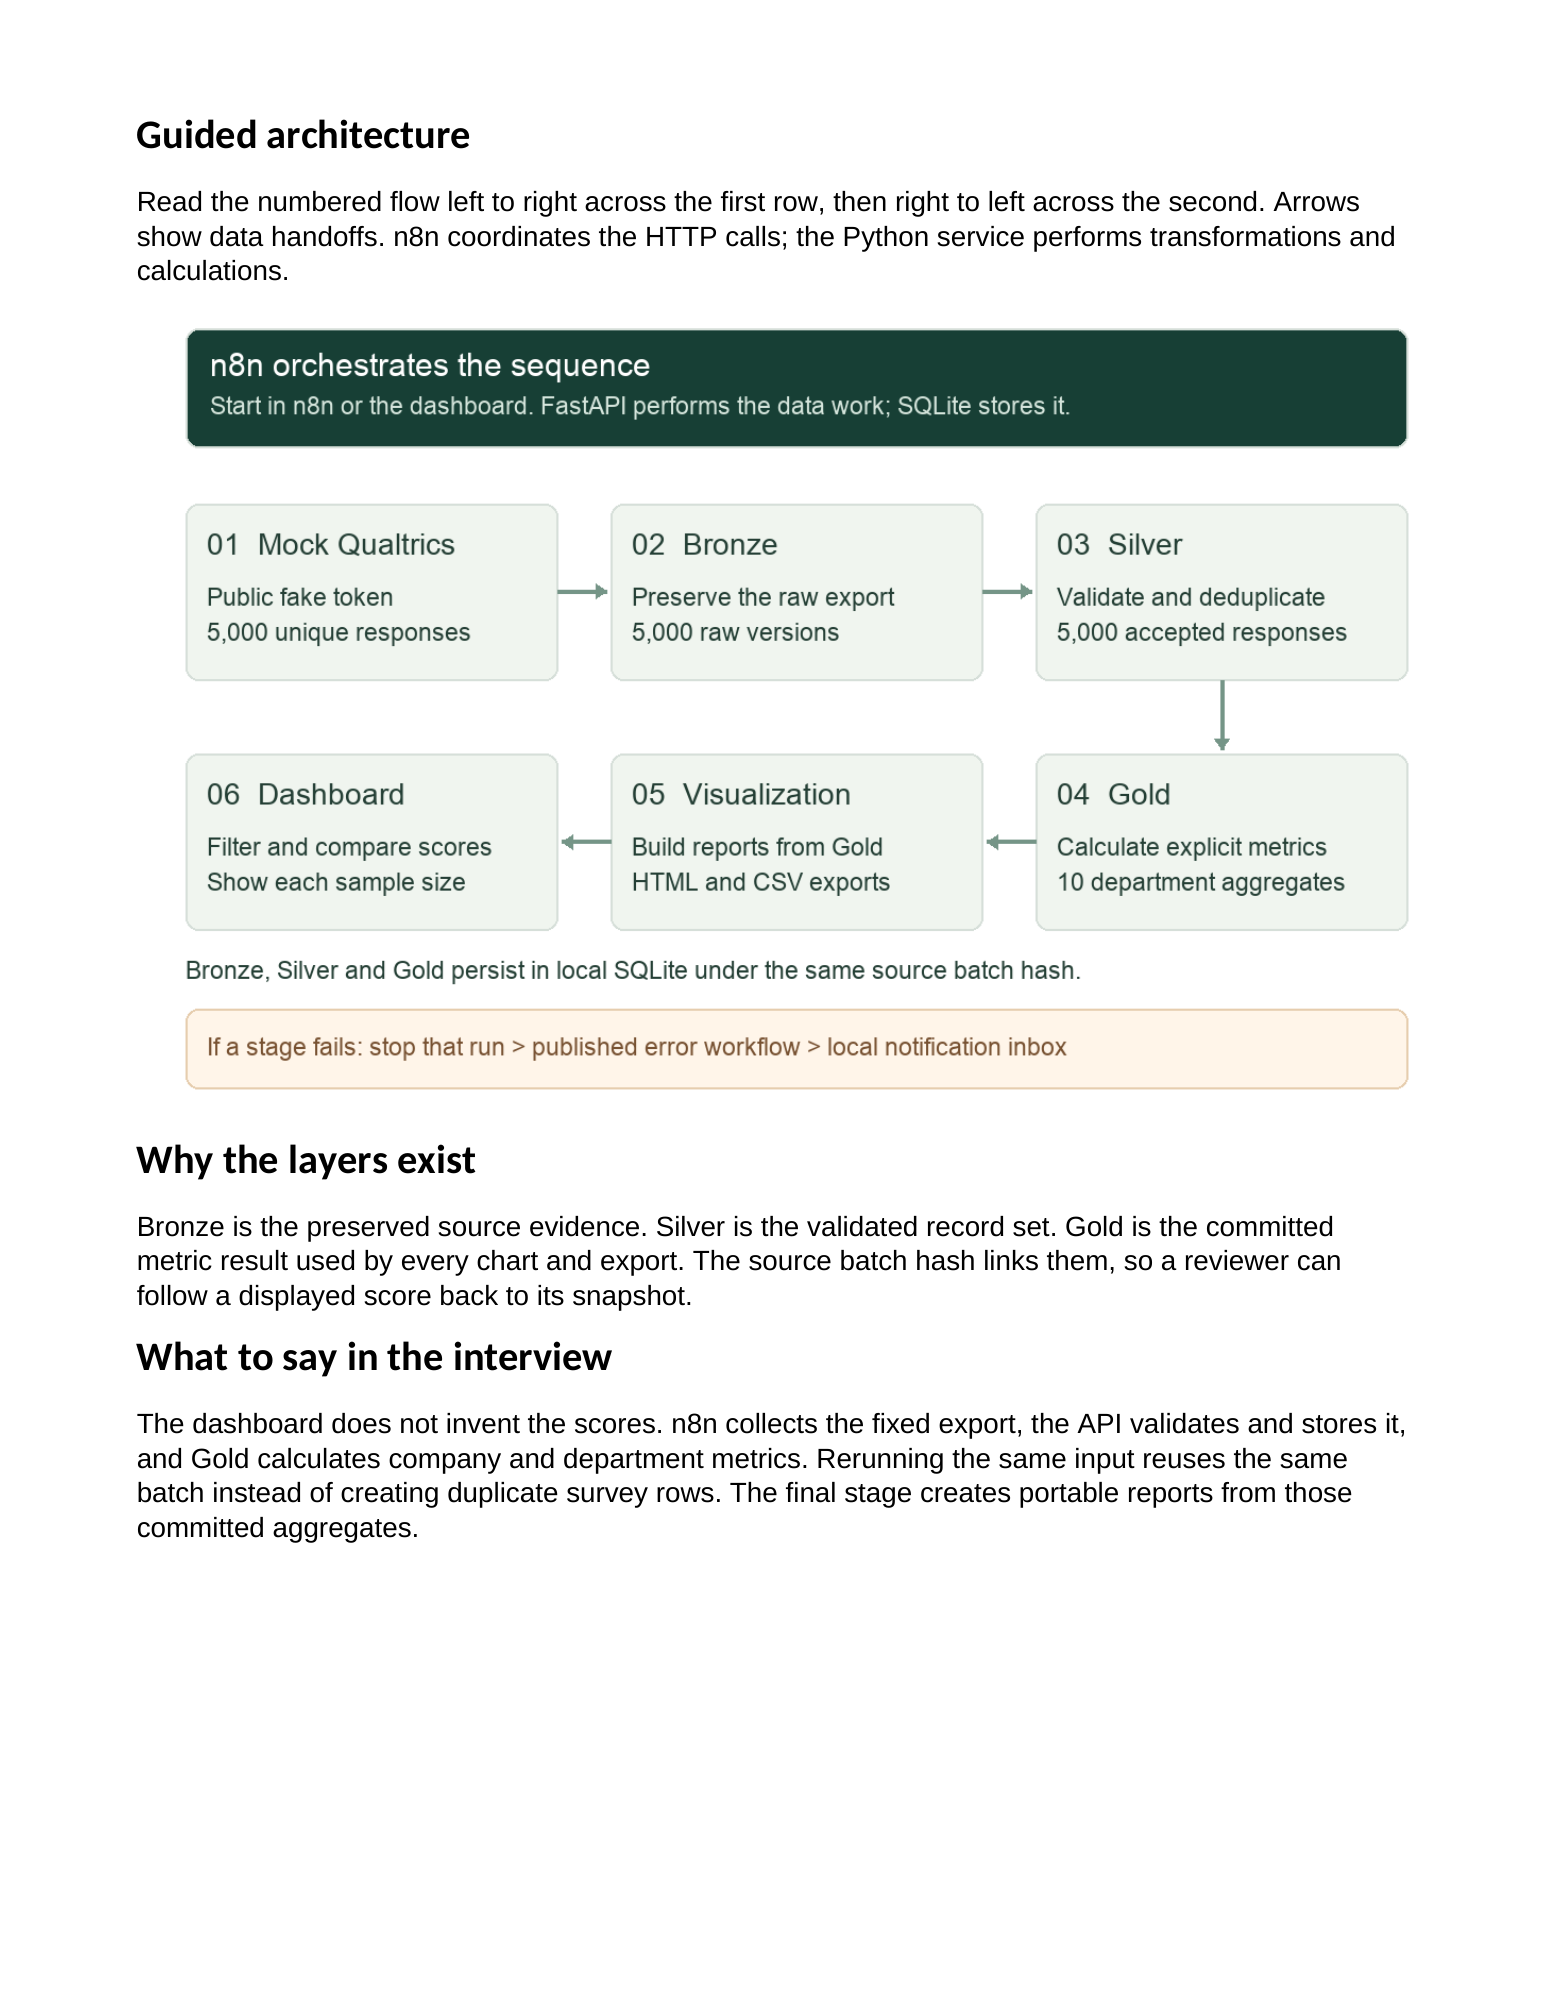 Guided architecture
Read the numbered flow left to right across the first row, then right to left across the second. Arrows
show data handoffs. n8n coordinates the HTTP calls; the Python service performs transformations and
calculations.
n8n orchestrates the sequence
Start in n8n or the dashboard. FastAPI performs the data work; SQLite stores it.
01 Mock Qualtrics
Public fake token
5,000 unique responses
02 Bronze
Preserve the raw export
5,000 raw versions
03 Silver
Validate and deduplicate
5,000 accepted responses
04 Gold
Calculate explicit metrics
10 department aggregates
05 Visualization
Build reports from Gold
HTML and CSV exports
06 Dashboard
Filter and compare scores
Show each sample size
Bronze, Silver and Gold persist in local SQLite under the same source batch hash.
If a stage fails: stop that run > published error workflow > local notification inbox
Why the layers exist
Bronze is the preserved source evidence. Silver is the validated record set. Gold is the committed
metric result used by every chart and export. The source batch hash links them, so a reviewer can
follow a displayed score back to its snapshot.
What to say in the interview
The dashboard does not invent the scores. n8n collects the fixed export, the API validates and stores it,
and Gold calculates company and department metrics. Rerunning the same input reuses the same
batch instead of creating duplicate survey rows. The final stage creates portable reports from those
committed aggregates.